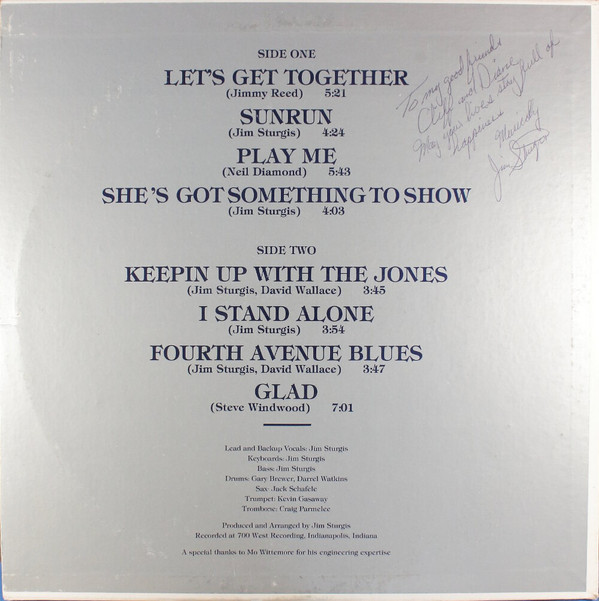 SIDE ONE
LET'S GET TOGETHER
(Jimmy Reed) 5:21
SUNRUN
(Jim Sturgis) 4:24
PLAY ME
(Neil Diamond) 5:43
SHE'S GOT SOMETHING TO SHOW
(Jim Sturgis) 4:03
To my good friends
Cliff and Diane
May your lives stay full of
happiness
Musically
Jim Sturgis
SIDE TWO
KEEPIN UP WITH THE JONES
(Jim Sturgis, David Wallace) 3:45
I STAND ALONE
(Jim Sturgis) 3:54
FOURTH AVENUE BLUES
(Jim Sturgis, David Wallace) 3:47
GLAD
(Steve Windwood) 7:01
Lead and Backup Vocals: Jim Sturgis
Keyboards: Jim Sturgis
Bass: Jim Sturgis
Drums: Gary Brewer, Darrel Watkins
Sax: Jack Schafele
Trumpet: Kevin Gasaway
Trombone: Craig Parmelee
Produced and Arranged by Jim Sturgis
Recorded at 700 West Recording, Indianapolis, Indiana
A special thanks to Mo Wittemore for his engineering expertise